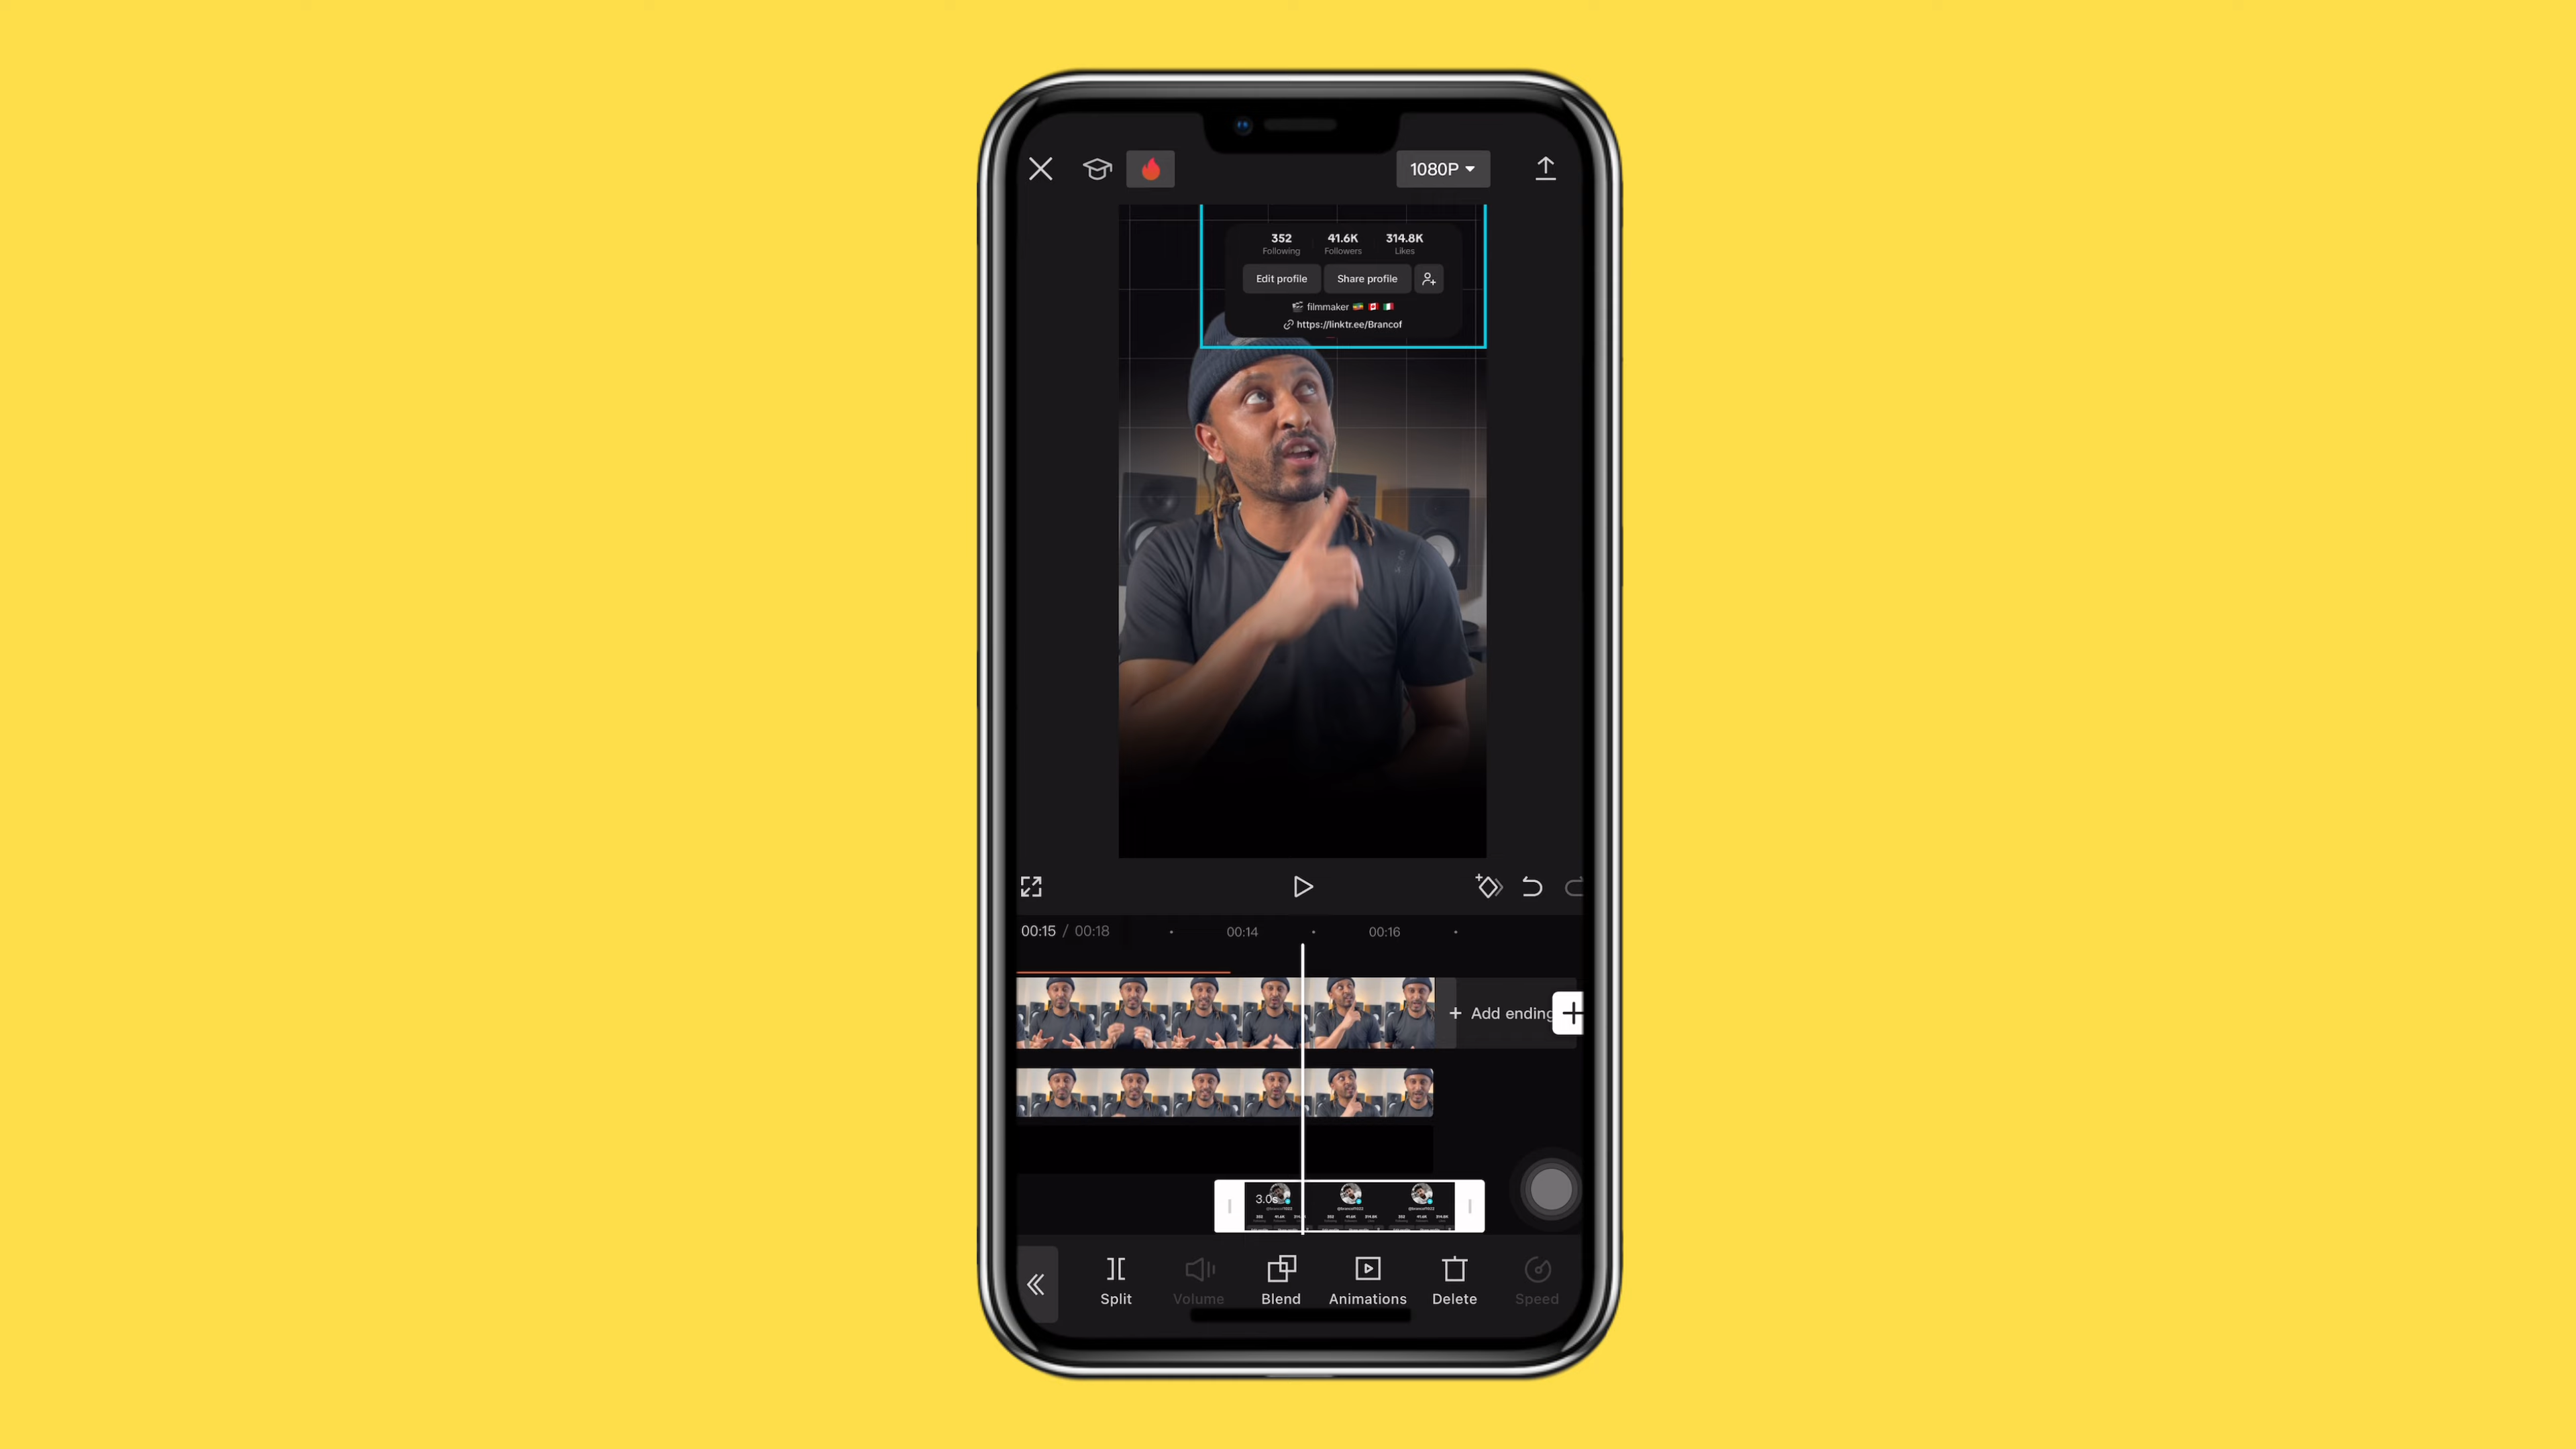 1080P
352 41.6K 314.8K
Following Followers Likes
Edit profile Share profile
filmmaker
https://linktr.ee/Brancof
00:15 / 00:18 00:14 00:16
+ Add ending
3.0s
Split Volume Blend Animations Delete Speed